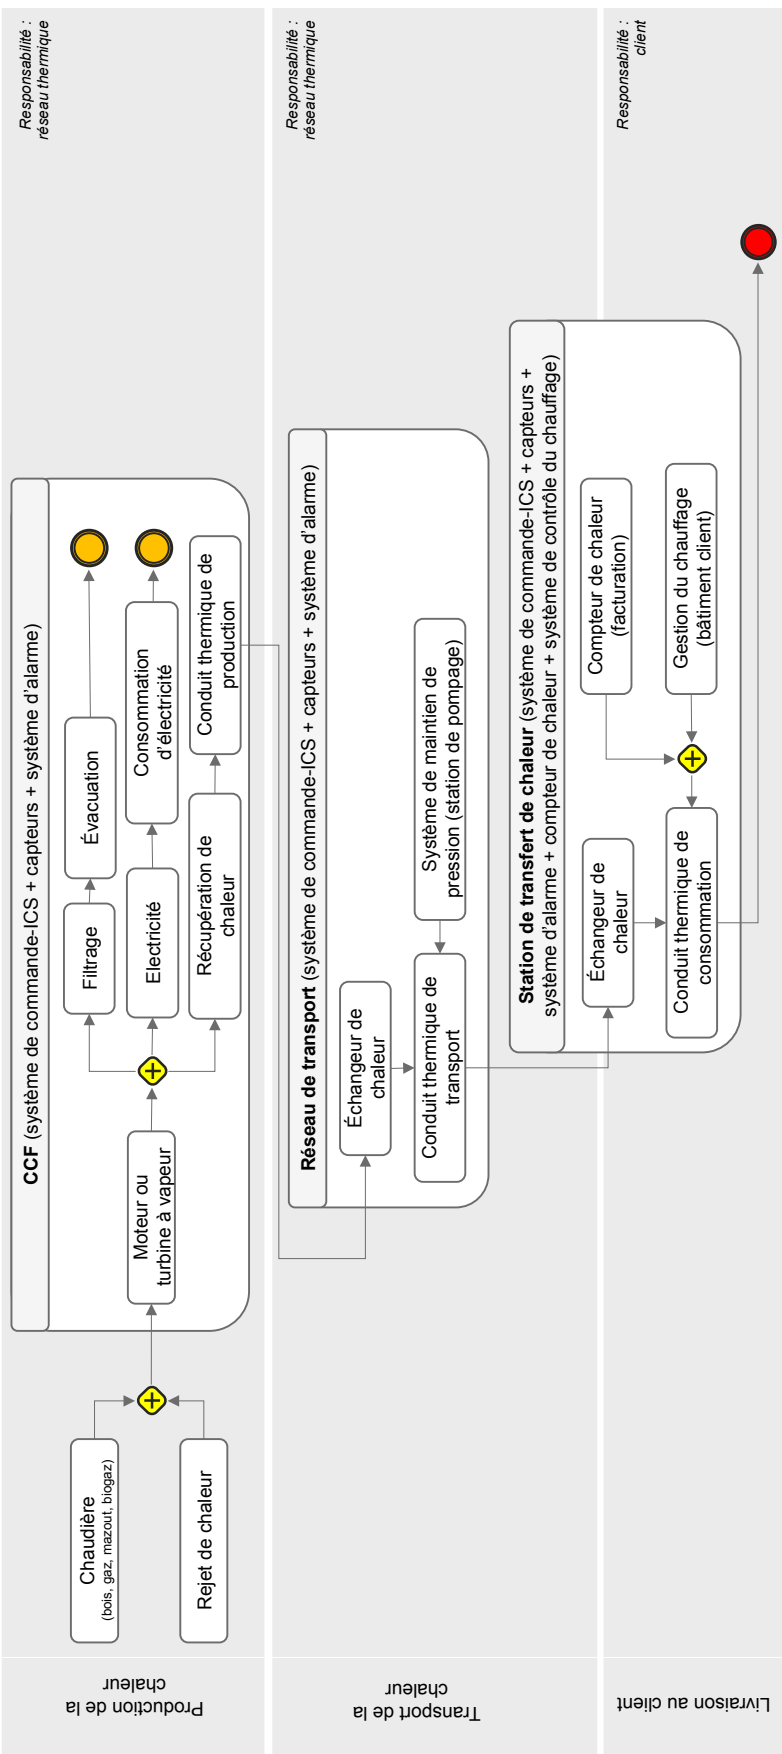 Production de la
chaleur
Chaudière
(bois, gaz, mazout, biogaz)
Rejet de chaleur
CCF (système de commande-ICS + capteurs + système d'alarme)
Moteur ou
turbine à vapeur
Filtrage
Évacuation
Electricité
Consommation
d'électricité
Récupération de
chaleur
Conduit thermique de
production
Responsabilité :
réseau thermique
Transport de la
chaleur
Réseau de transport (système de commande-ICS + capteurs + système d'alarme)
Échangeur de
chaleur
Conduit thermique de
transport
Système de maintien de
pression (station de pompage)
Responsabilité :
réseau thermique
Livraison au client
Station de transfert de chaleur (système de commande-ICS + capteurs +
système d'alarme + compteur de chaleur + système de contrôle du chauffage)
Échangeur de
chaleur
Conduit thermique de
consommation
Compteur de chaleur
(facturation)
Gestion du chauffage
(bâtiment client)
Responsabilité :
client